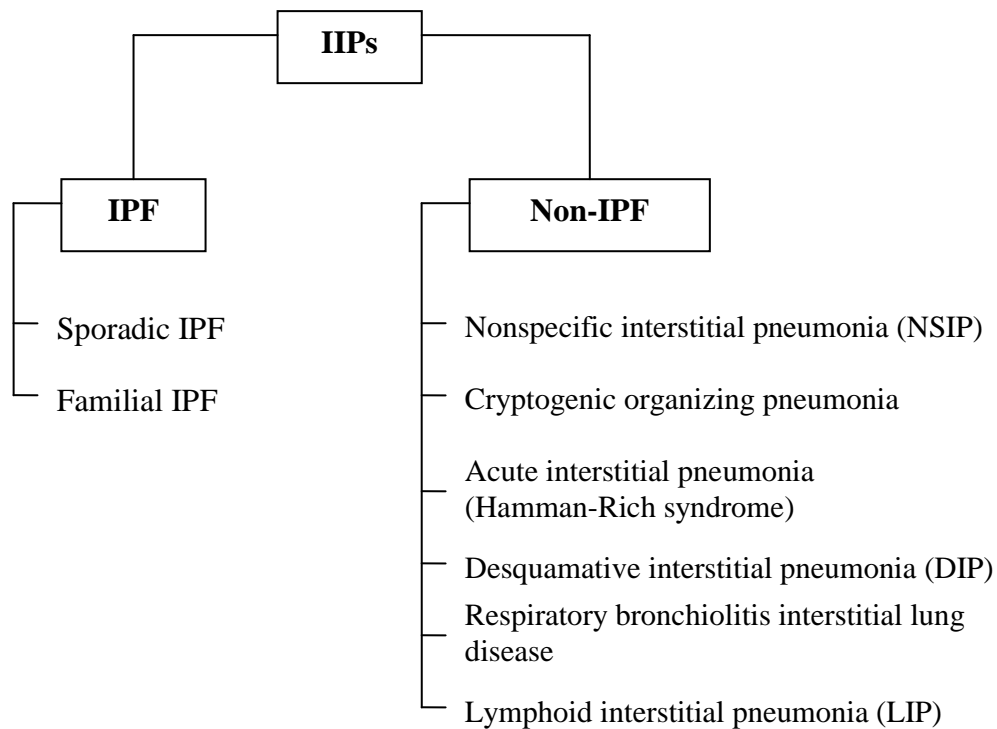 IIPs
IPF
Non-IPF
Sporadic IPF
Familial IPF
Nonspecific interstitial pneumonia (NSIP)
Cryptogenic organizing pneumonia
Acute interstitial pneumonia
(Hamman-Rich syndrome)
Desquamative interstitial pneumonia (DIP)
Respiratory bronchiolitis interstitial lung
disease
Lymphoid interstitial pneumonia (LIP)